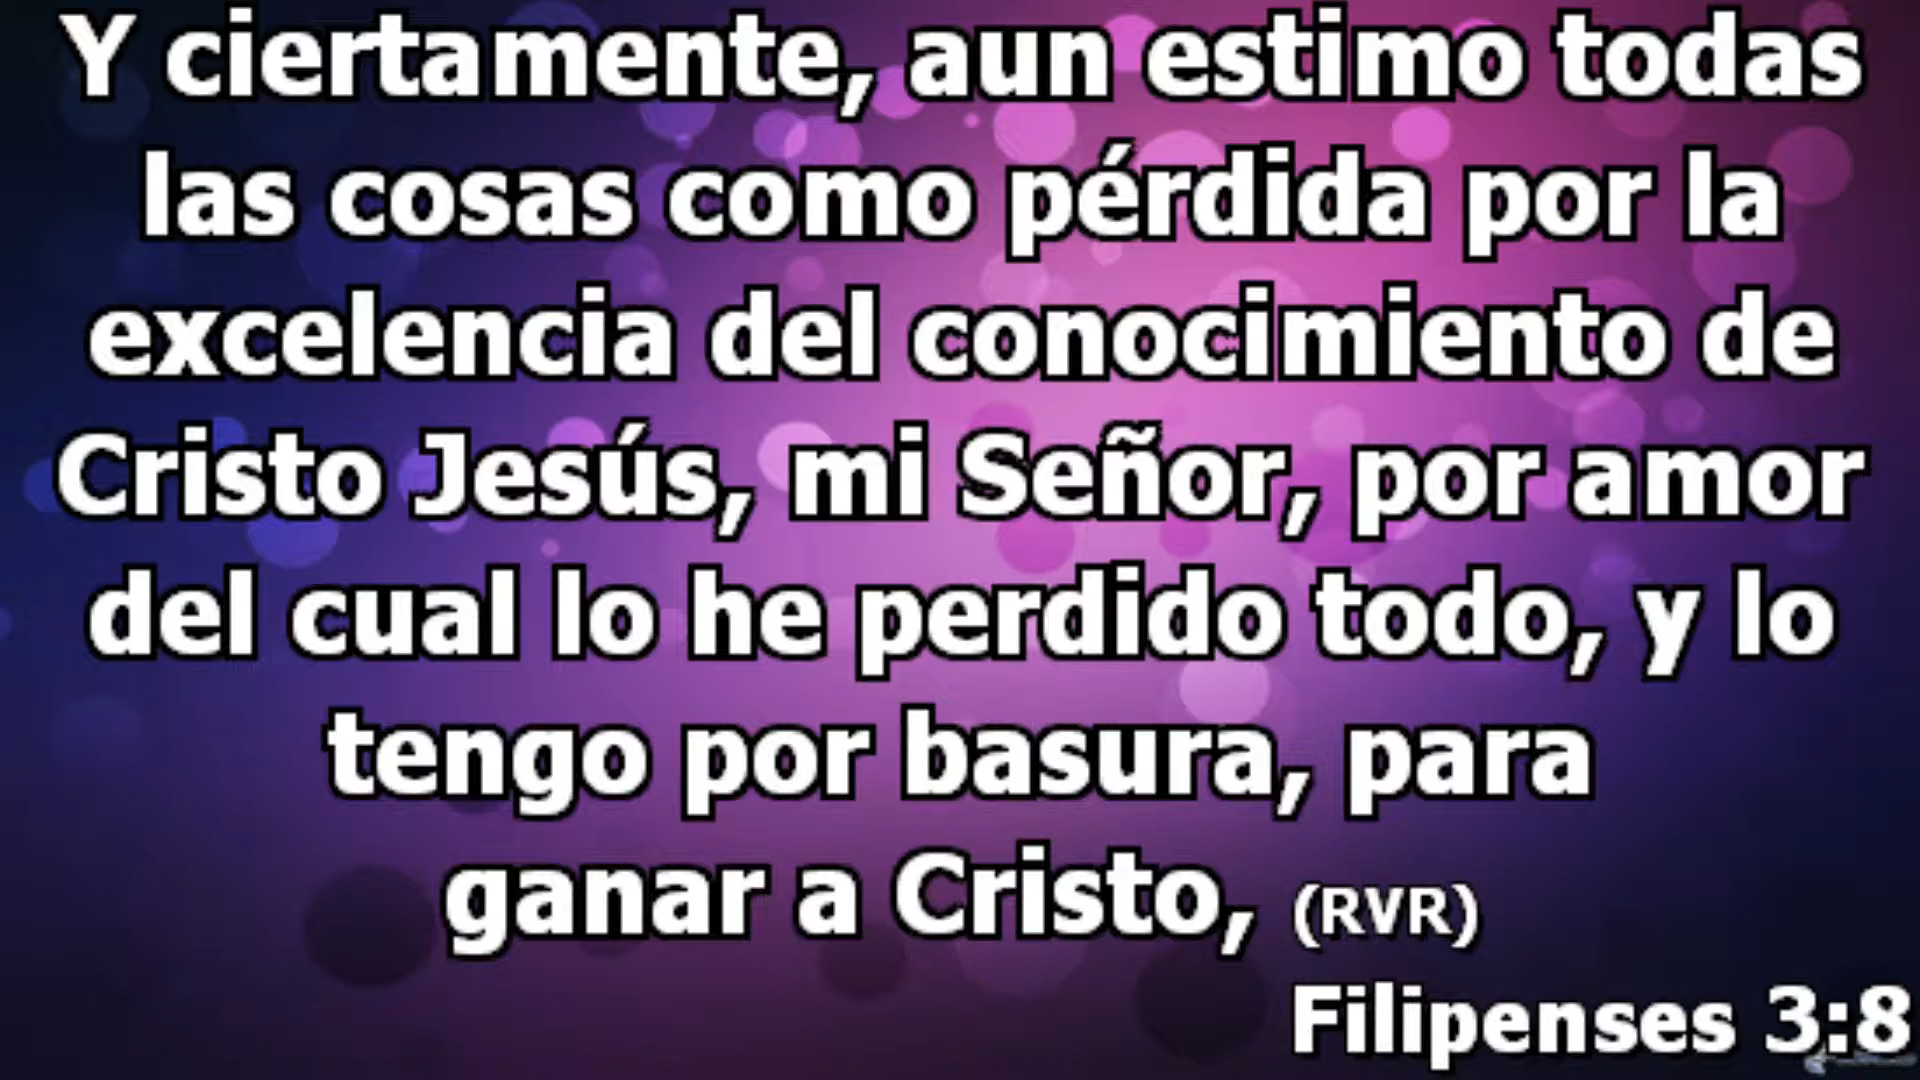 Y ciertamente, aun estimo todas
las cosas como pérdida por la
excelencia del conocimiento de
Cristo Jesús, mi Señor, por amor
del cual lo he perdido todo, y lo
tengo por basura, para
ganar a Cristo, (RVR)
Filipenses 3:8